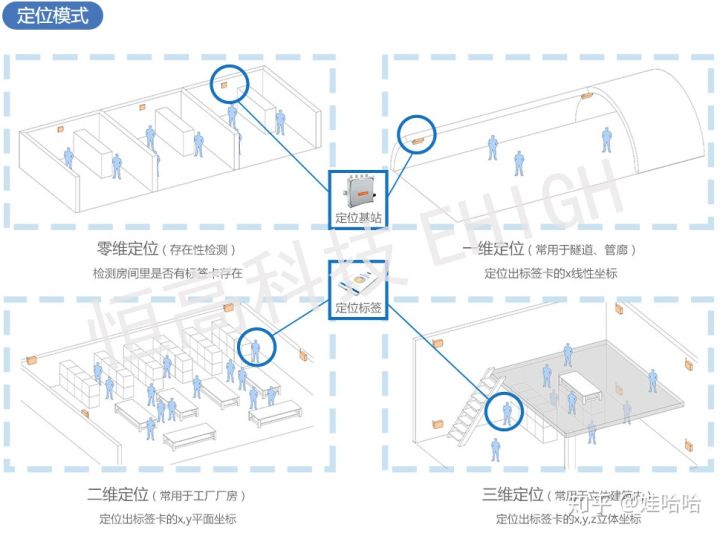 定位模式
定位基站
零维定位（存在性检测）
检测房间里是否有标签卡存在
一维定位（常用于隧道、管廊）
定位出标签卡的x线性坐标
恒高科技 EHIGH
定位标签
二维定位（常用于工厂厂房）
定位出标签卡的x,y平面坐标
三维定位（常用于立体建筑内）
定位出标签卡的x,y,z立体坐标
知乎 @娃哈哈